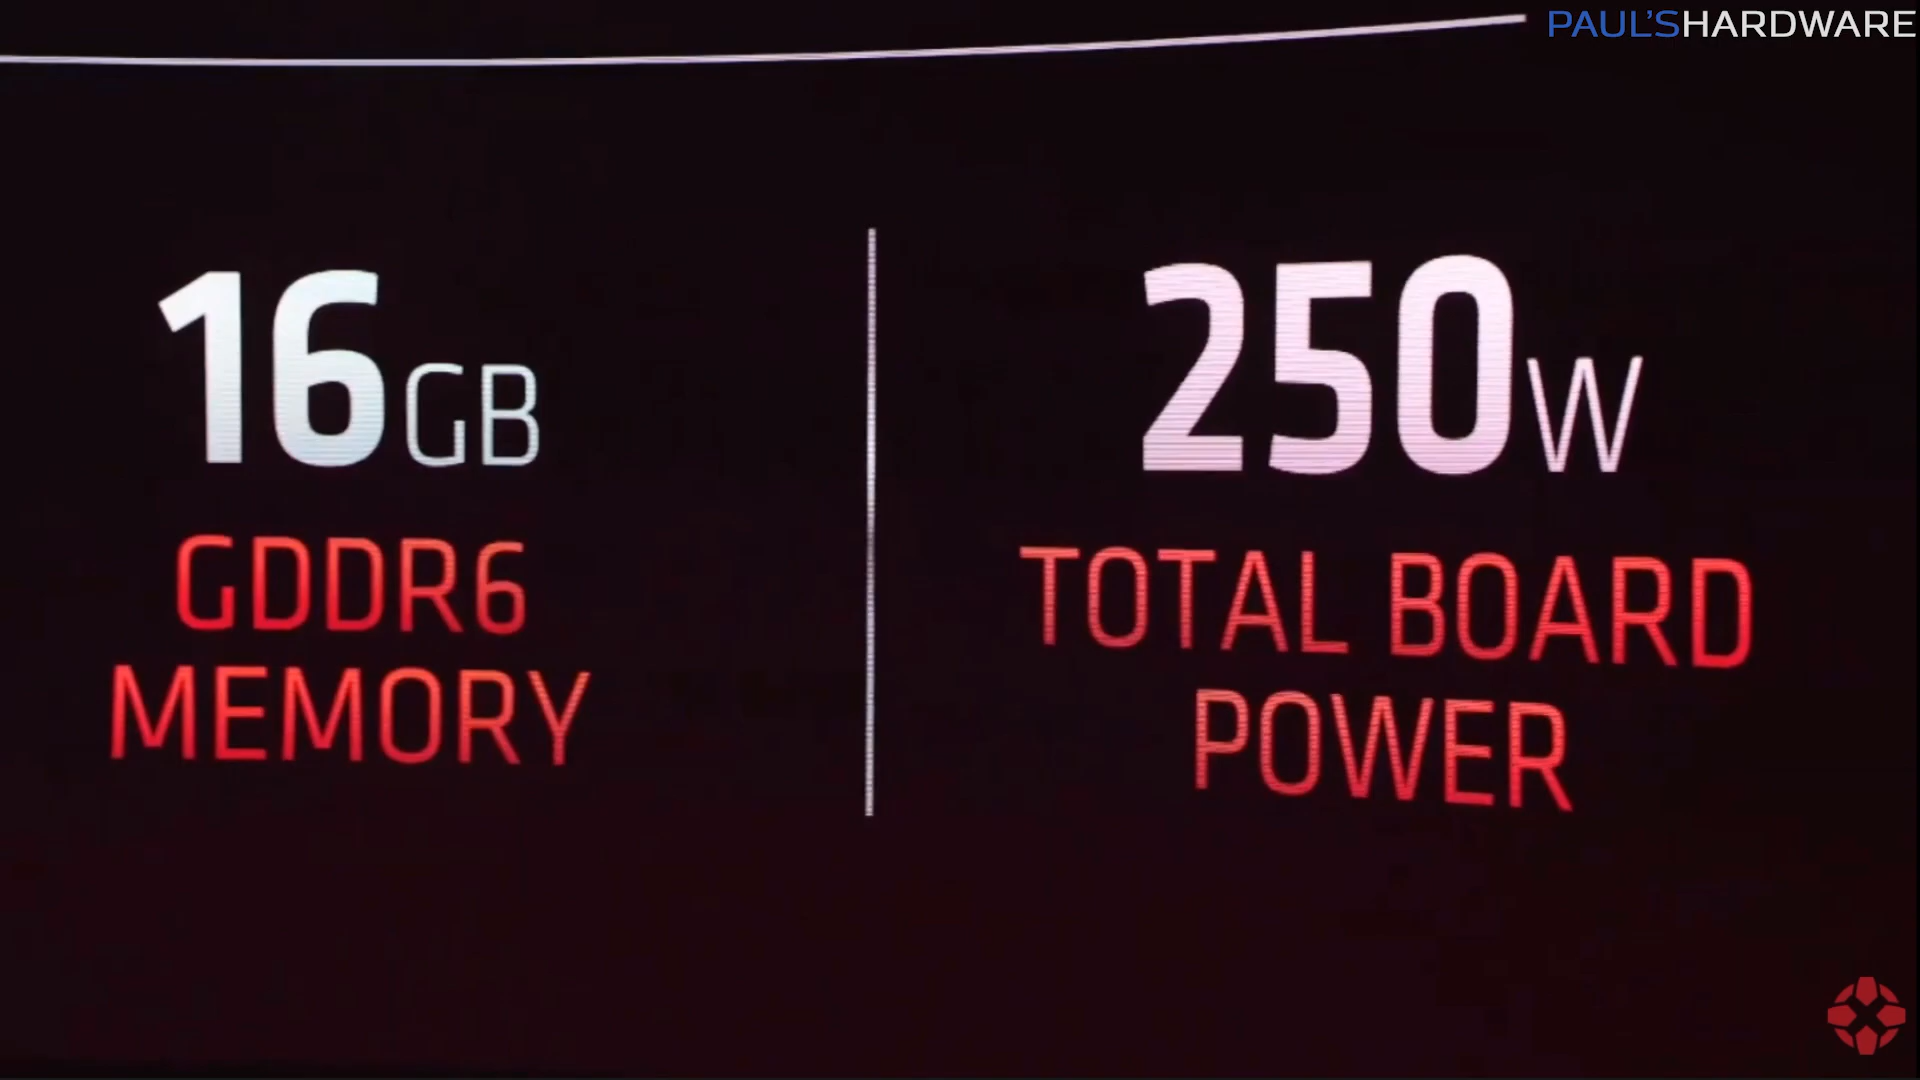 PAUL'SHARDWARE
16GB
GDDR6
MEMORY
250W
TOTAL BOARD
POWER